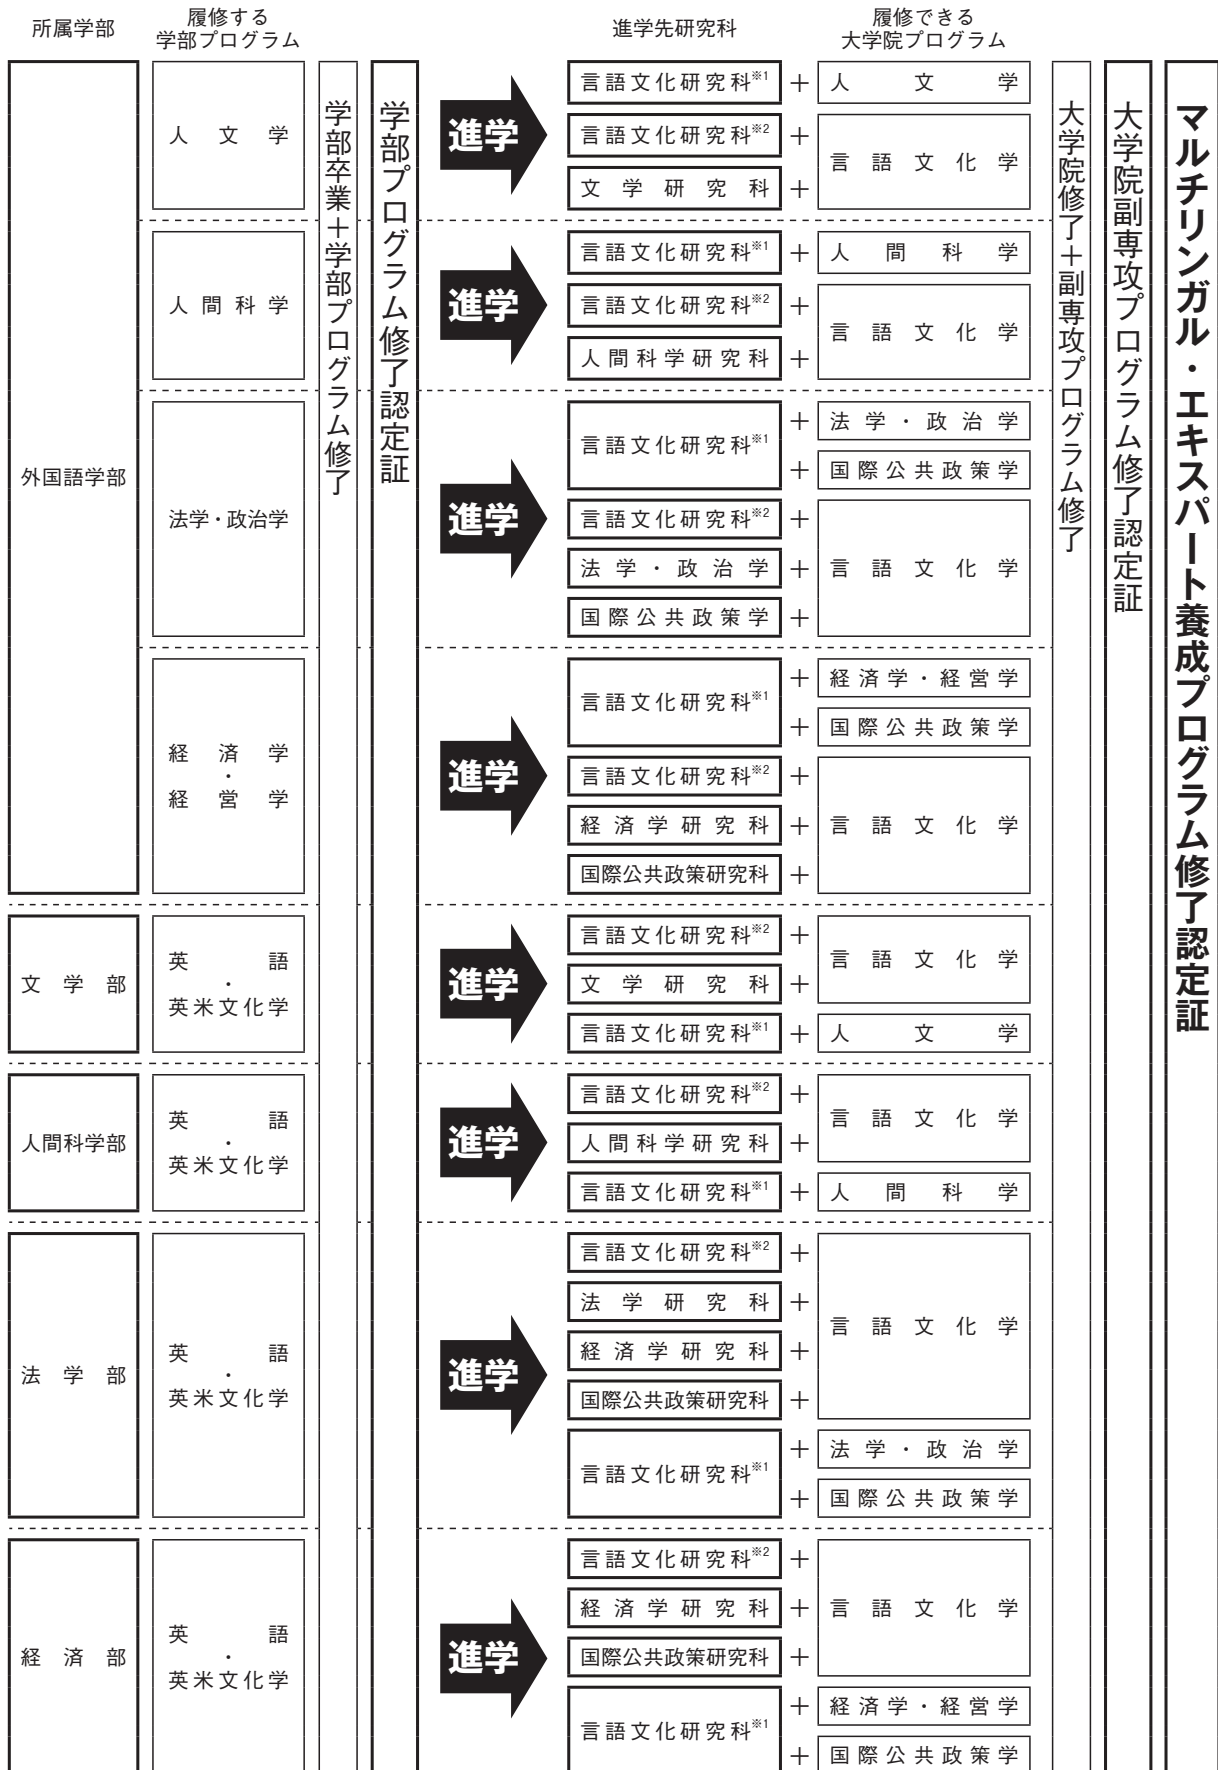 所属学部
履修する
学部プログラム
進学先研究科
履修できる
大学院プログラム
外国語学部
人文学
学部卒業＋学部プログラム修了
学部プログラム修了認定証
進学
言語文化研究科※1 ＋ 人文学
言語文化研究科※2 ＋
文学研究科 ＋
言語文化学
大学院修了＋副専攻プログラム修了
大学院副専攻プログラム修了認定証
マルチリンガル・エキスパート養成プログラム修了認定証
人間科学
進学
言語文化研究科※1 ＋ 人間科学
言語文化研究科※2 ＋
人間科学研究科 ＋
言語文化学
法学・政治学
進学
言語文化研究科※1
＋ 法学・政治学
＋ 国際公共政策学
言語文化研究科※2 ＋
法学・政治学 ＋
国際公共政策学 ＋
言語文化学
経済学
・
経営学
進学
言語文化研究科※1
＋ 経済学・経営学
＋ 国際公共政策学
言語文化研究科※2 ＋
経済学研究科 ＋
国際公共政策研究科 ＋
言語文化学
文学部
英語
・
英米文化学
進学
言語文化研究科※2 ＋
文学研究科 ＋
言語文化学
言語文化研究科※1 ＋ 人文学
人間科学部
英語
・
英米文化学
進学
言語文化研究科※2 ＋
人間科学研究科 ＋
言語文化学
言語文化研究科※1 ＋ 人間科学
法学部
英語
・
英米文化学
進学
言語文化研究科※2 ＋
法学研究科 ＋
経済学研究科 ＋
国際公共政策研究科 ＋
言語文化学
言語文化研究科※1
＋ 法学・政治学
＋ 国際公共政策学
経済部
英語
・
英米文化学
進学
言語文化研究科※2 ＋
経済学研究科 ＋
国際公共政策研究科 ＋
言語文化学
言語文化研究科※1
＋ 経済学・経営学
＋ 国際公共政策学